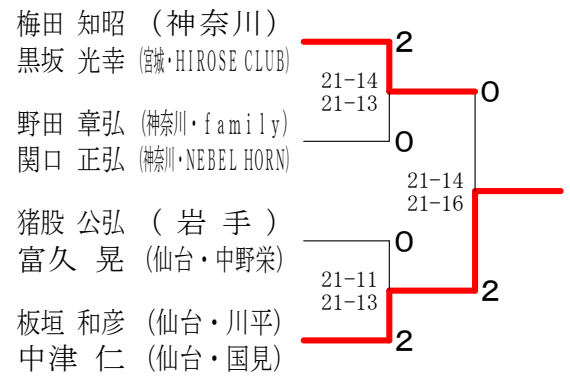 梅田 知昭 (神奈川)
黒坂 光幸 (宮城・HIROSE CLUB)
野田 章弘 (神奈川・family)
関口 正弘 (神奈川・NEBEL HORN)
猪股 公弘 (岩手)
富久 晃 (仙台・中野栄)
板垣 和彦 (仙台・川平)
中津 仁 (仙台・国見)
2
21-14
21-13
0
0
21-14
21-16
0
21-11
21-13
2
2